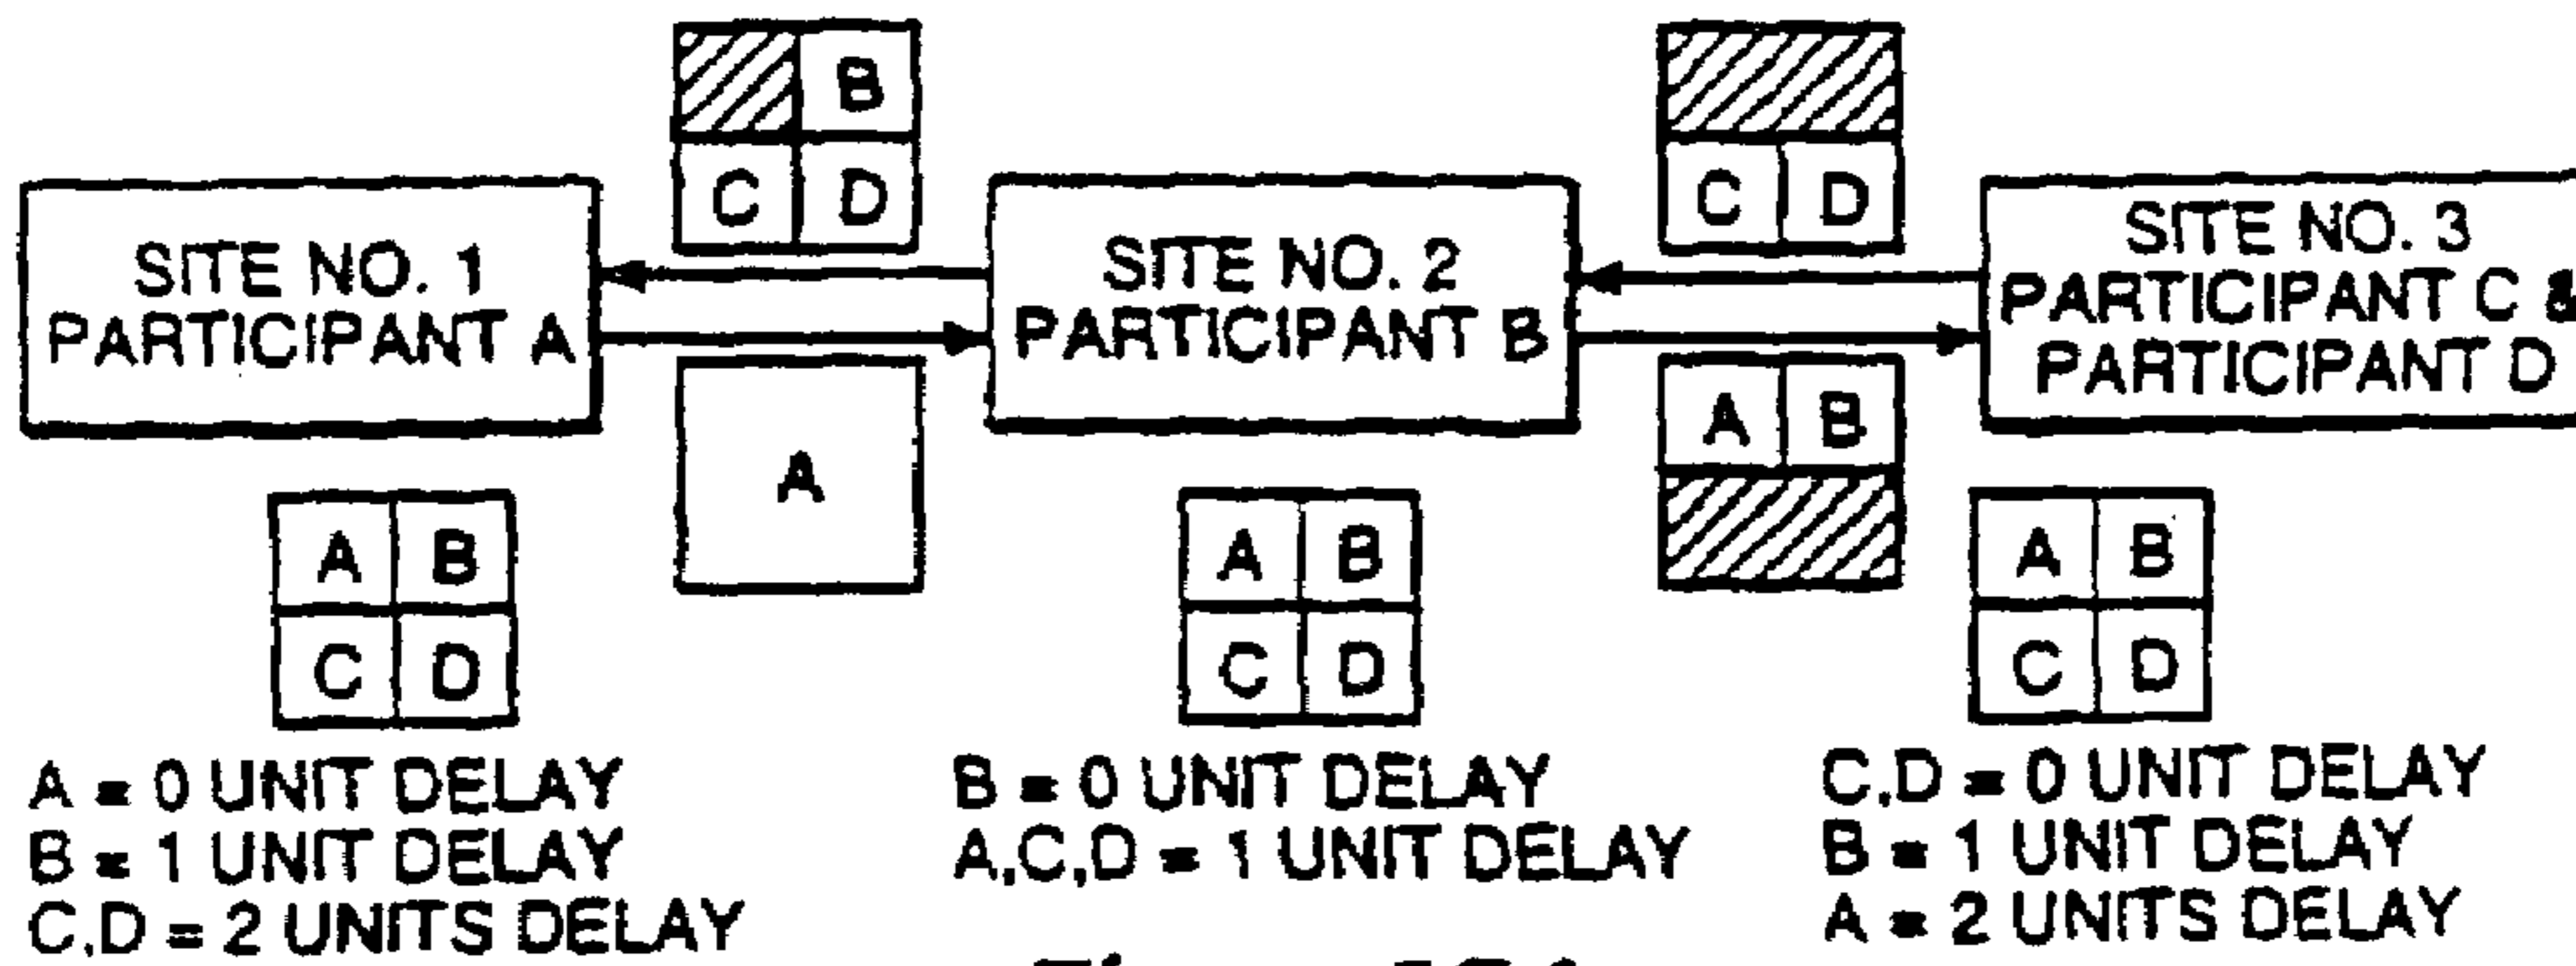 B
C D
C D
SITE NO. 1
PARTICIPANT A
SITE NO. 2
PARTICIPANT B
SITE NO. 3
PARTICIPANT C &
PARTICIPANT D
A
A B
A B
C D
A B
C D
A B
C D
A = 0 UNIT DELAY
B = 1 UNIT DELAY
C,D = 2 UNITS DELAY
B = 0 UNIT DELAY
A,C,D = 1 UNIT DELAY
C,D = 0 UNIT DELAY
B = 1 UNIT DELAY
A = 2 UNITS DELAY